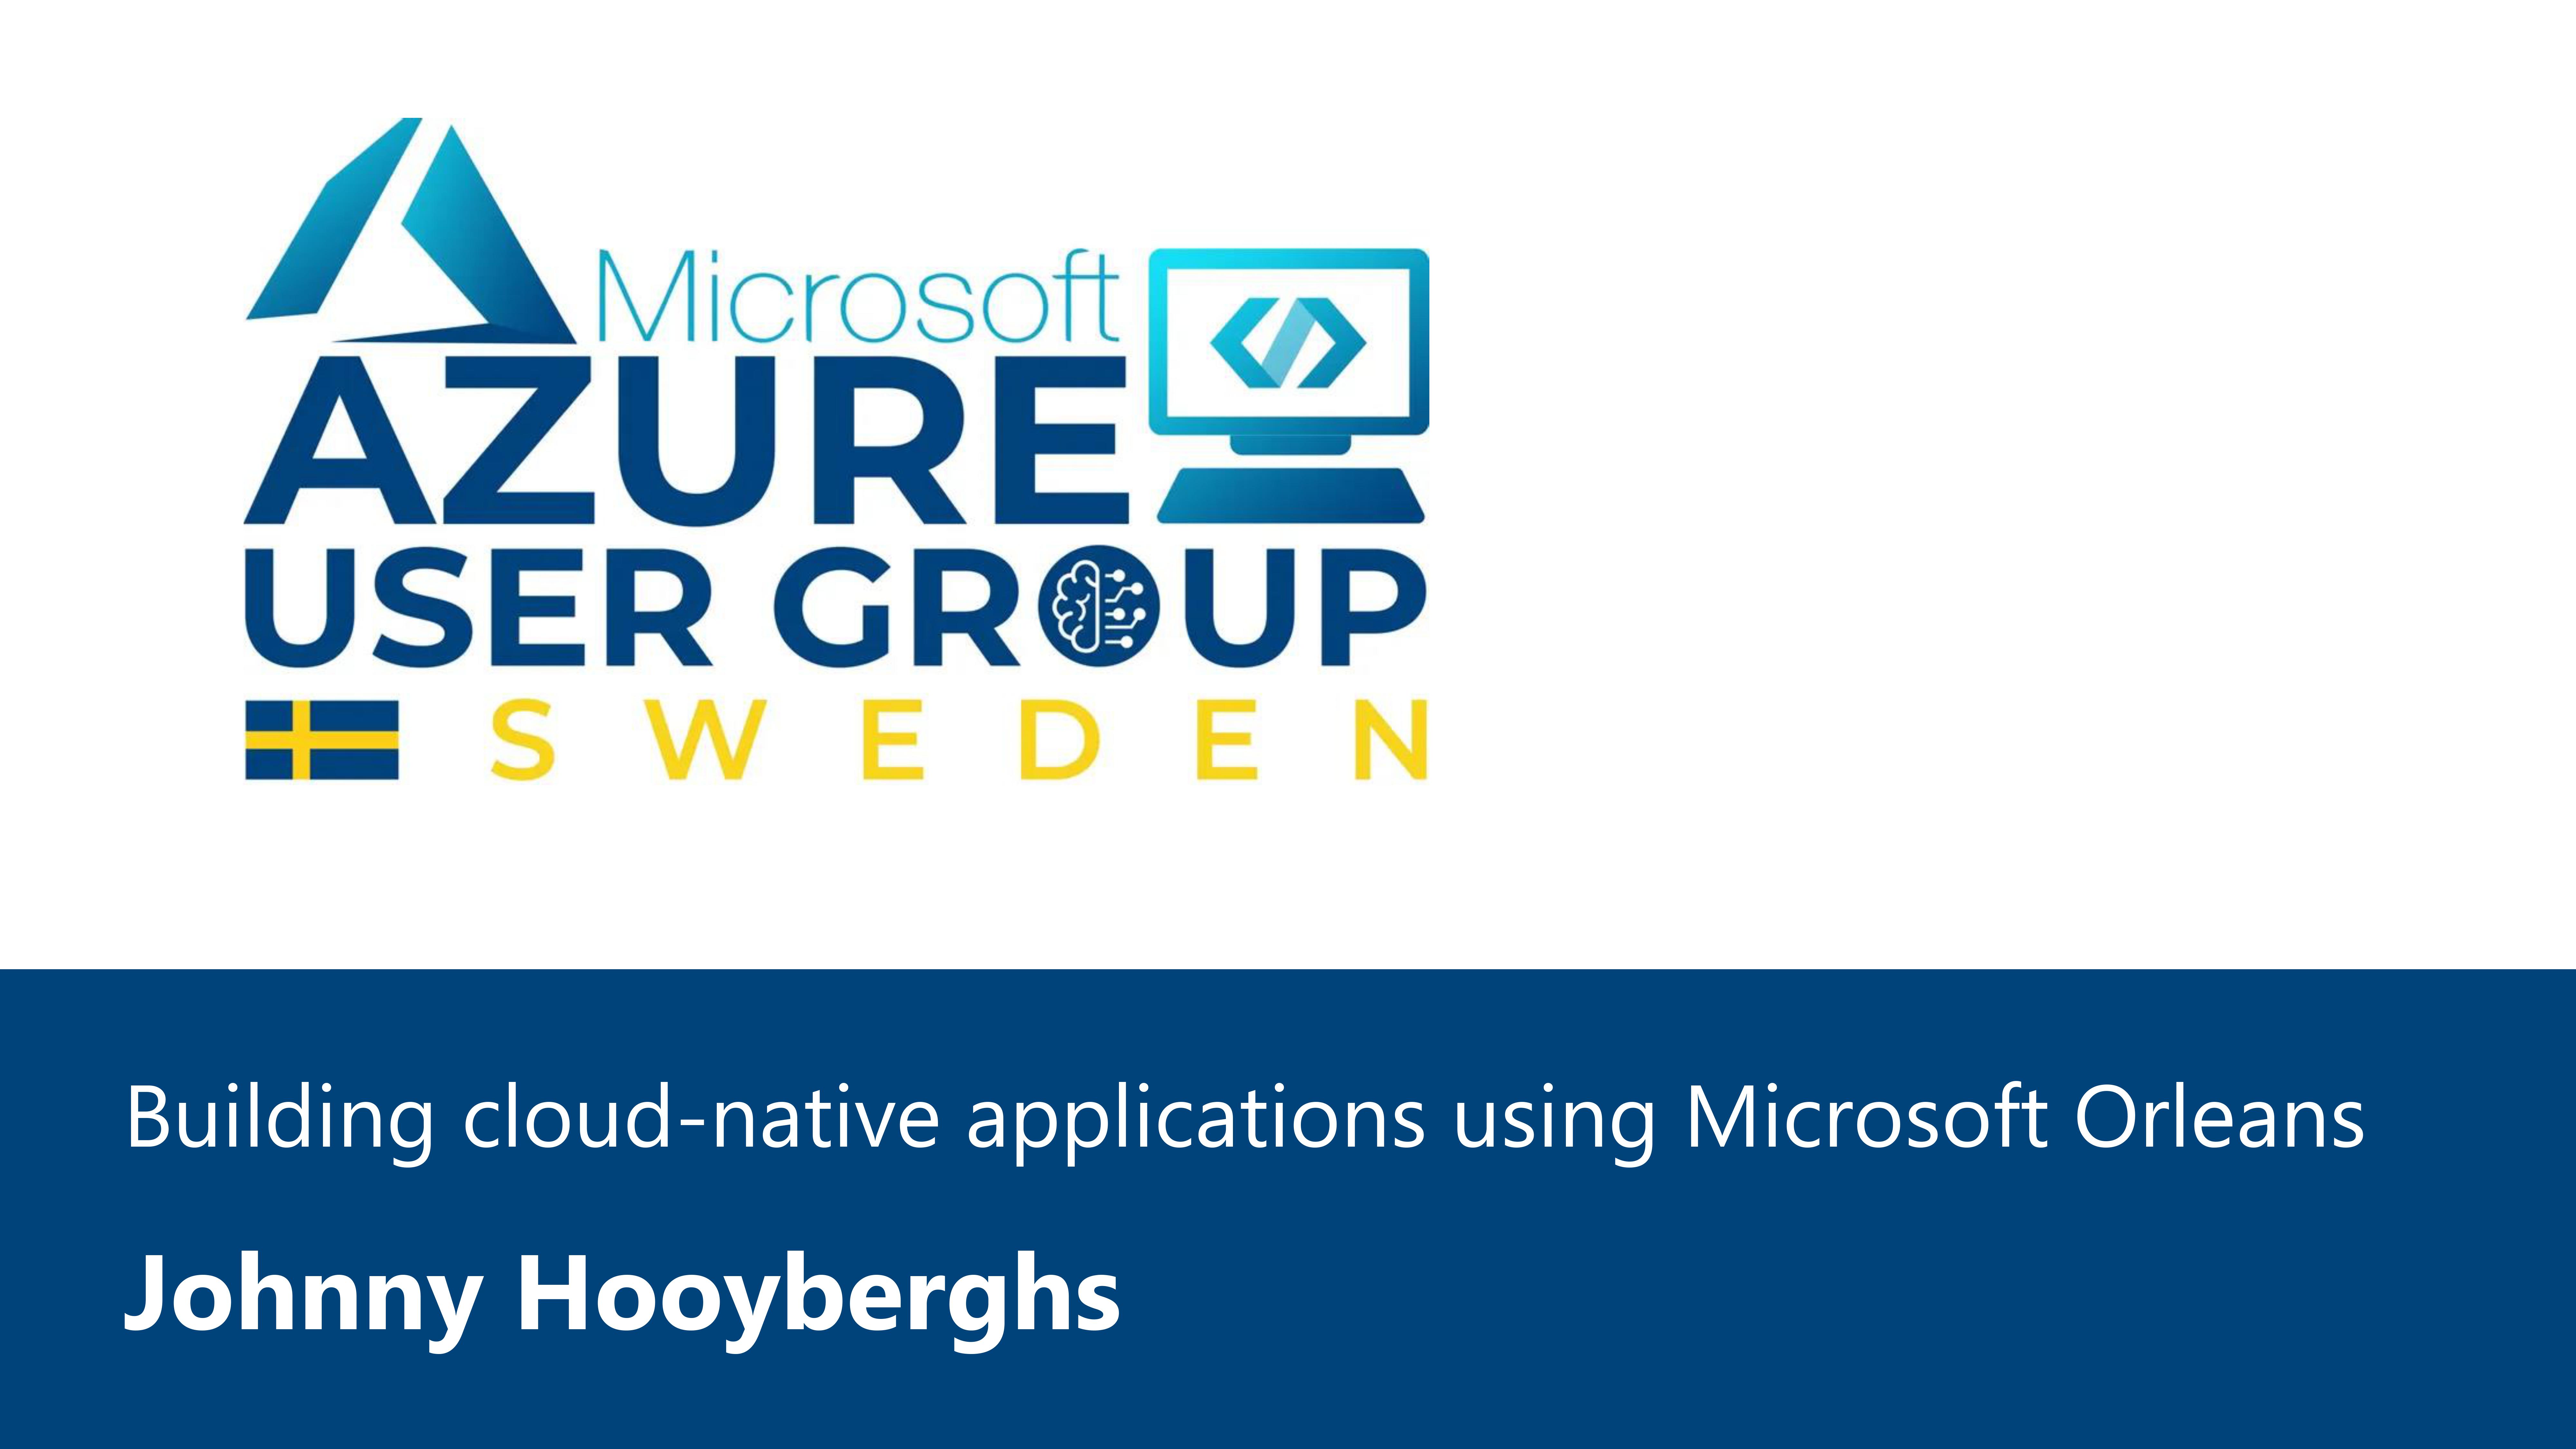 Microsoft
AZURE
USER GROUP
SWEDEN
Building cloud-native applications using Microsoft Orleans
Johnny Hooyberghs